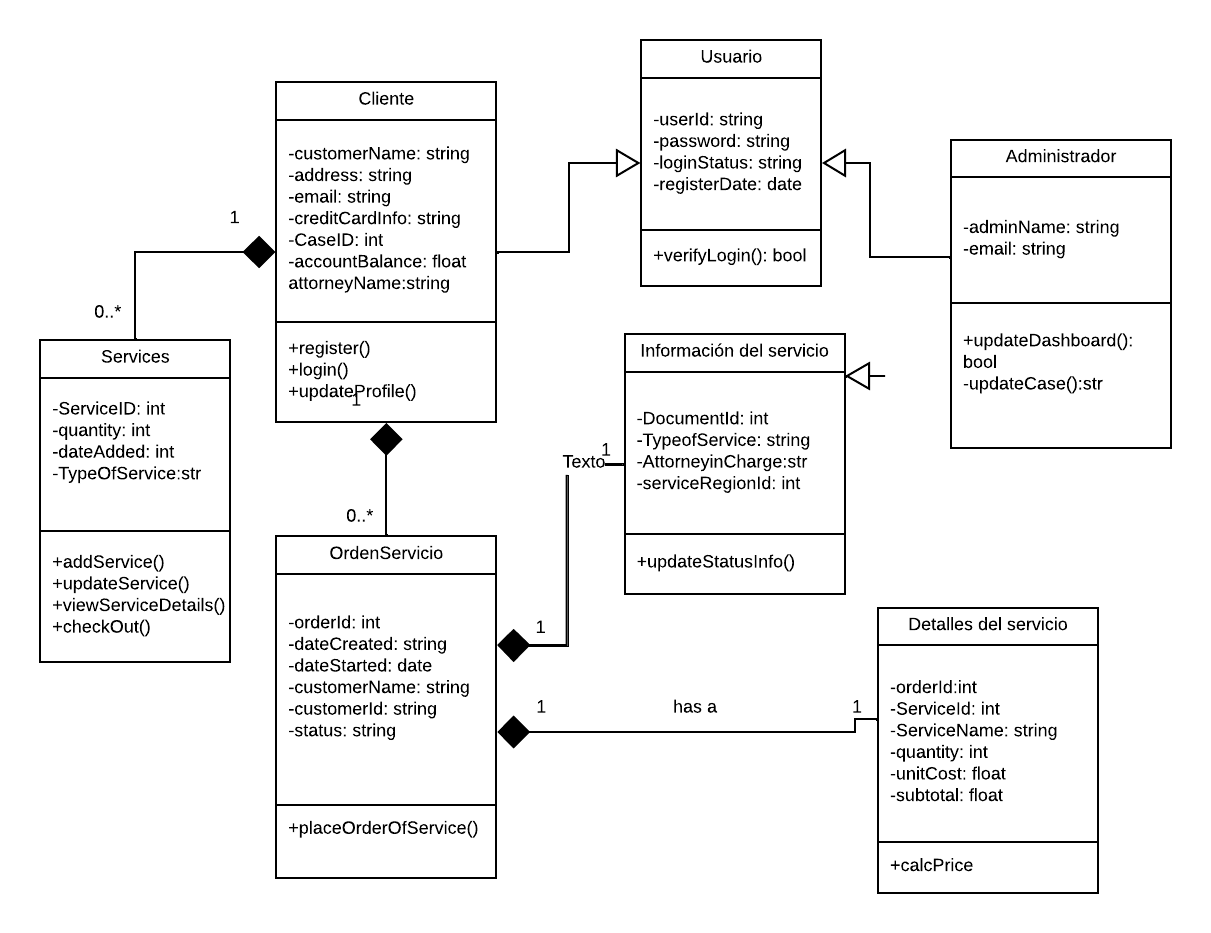 Usuario
-userId: string
-password: string
-loginStatus: string
-registerDate: date
+verifyLogin(): bool
Cliente
-customerName: string
-address: string
-email: string
-creditCardInfo: string
-CaseID: int
-accountBalance: float
attorneyName:string
+register()
+login()
+updateProfile()
1
Administrador
-adminName: string
-email: string
+updateDashboard():
bool
-updateCase():str
1
0..*
Services
-ServiceID: int
-quantity: int
-dateAdded: int
-TypeOfService:str
+addService()
+updateService()
+viewServiceDetails()
+checkOut()
Información del servicio
-DocumentId: int
-TypeofService: string
-AttorneyinCharge:str
-serviceRegionId: int
+updateStatusInfo()
1
Texto
0..*
OrdenServicio
-orderId: int
-dateCreated: string
-dateStarted: date
-customerName: string
-customerId: string
-status: string
+placeOrderOfService()
1
1
has a
1
Detalles del servicio
-orderId:int
-ServiceId: int
-ServiceName: string
-quantity: int
-unitCost: float
-subtotal: float
+calcPrice